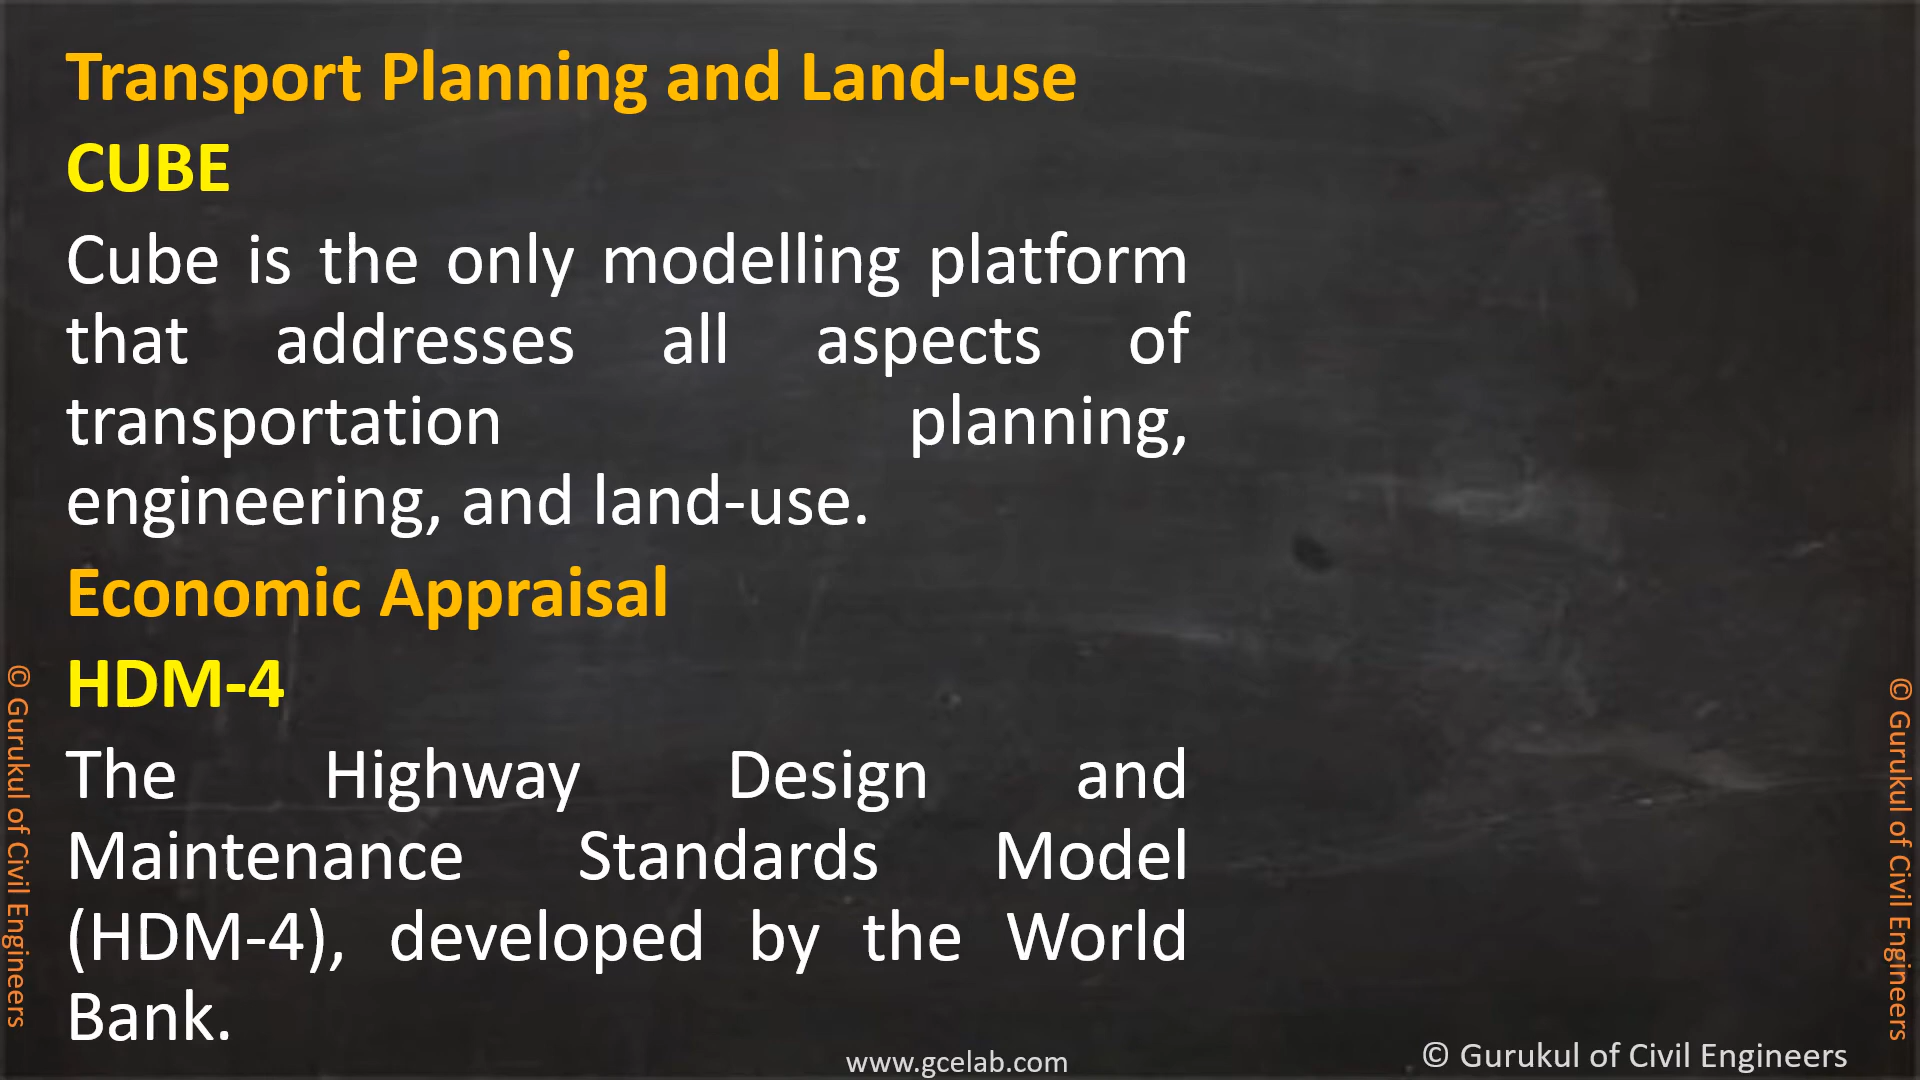 Transport Planning and Land-use
CUBE
Cube is the only modelling platform
that addresses all aspects of
transportation planning,
engineering, and land-use.
Economic Appraisal
HDM-4
The Highway Design and
Maintenance Standards Model
(HDM-4), developed by the World
Bank.
© Gurukul of Civil Engineers
© Gurukul of Civil Engineers
www.gcelab.com
© Gurukul of Civil Engineers